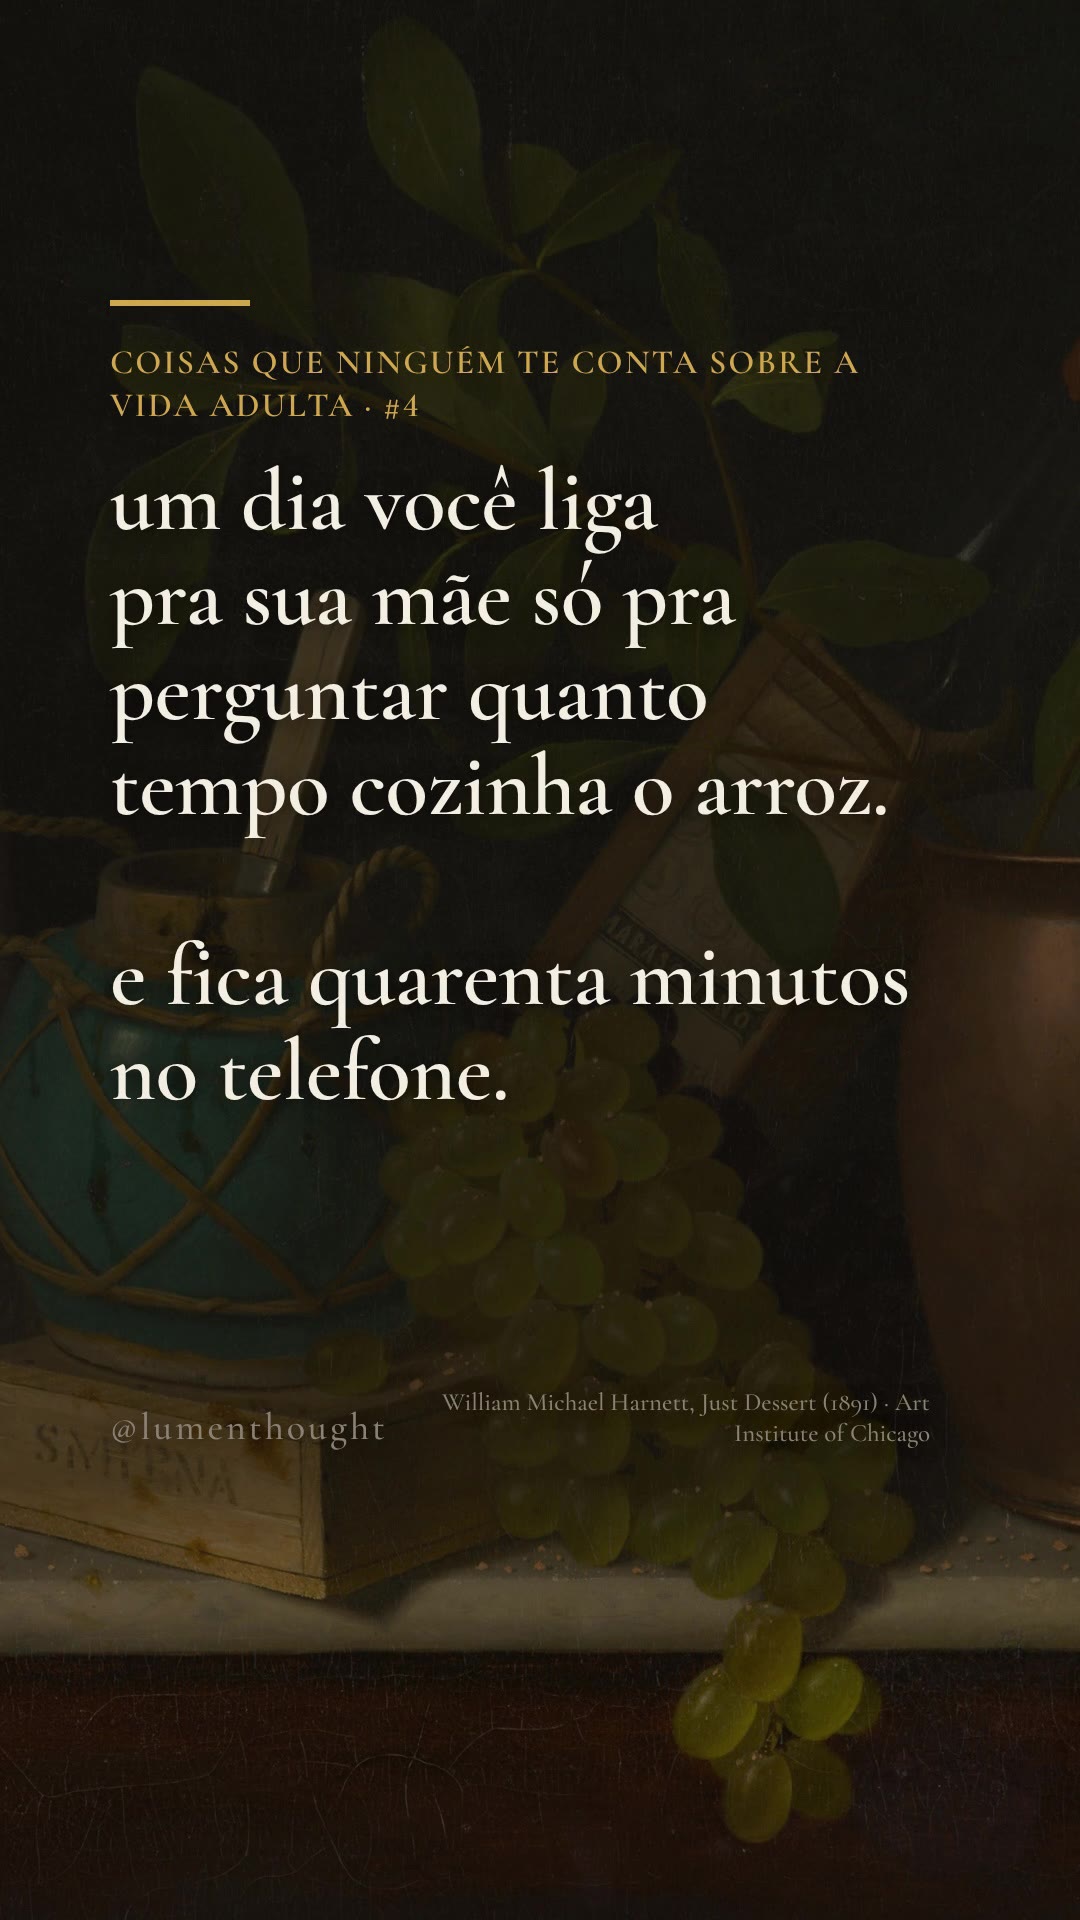 COISAS QUE NINGUÉM TE CONTA SOBRE A
VIDA ADULTA · #4
um dia você liga
pra sua mãe só pra
perguntar quanto
tempo cozinha o arroz.
e fica quarenta minutos
no telefone.
William Michael Harnett, Just Dessert (1891) · Art
Institute of Chicago
@lumenthought